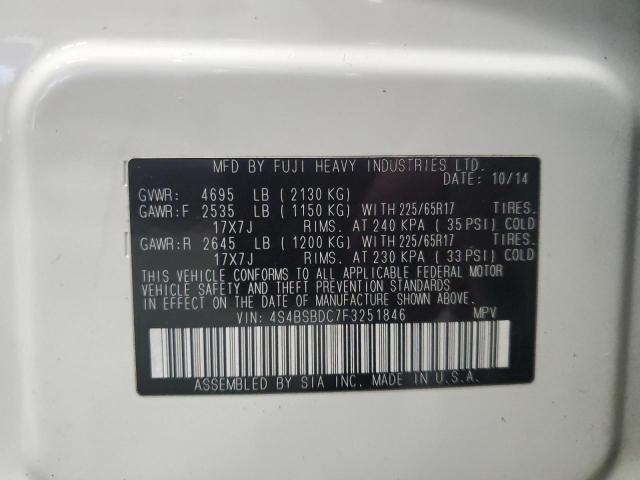 MFD BY FUJI HEAVY INDUSTRIES LTD.
DATE: 10/14
GVWR: 4695 LB ( 2130 KG)
GAWR:F 2535 LB ( 1150 KG) WITH 225/65R17 TIRES.
17X7J RIMS. AT 240 KPA ( 35 PSI) COLD
GAWR:R 2645 LB ( 1200 KG) WITH 225/65R17 TIRES.
17X7J RIMS. AT 230 KPA ( 33 PSI) COLD
THIS VEHICLE CONFORMS TO ALL APPLICABLE FEDERAL MOTOR
VEHICLE SAFETY AND THEFT PREVENTION STANDARDS
IN EFFECT ON THE DATE OF MANUFACTURE SHOWN ABOVE.
VIN: 4S4BSBDC7F3251846 MPV
ASSEMBLED BY SIA INC. MADE IN U.S.A.